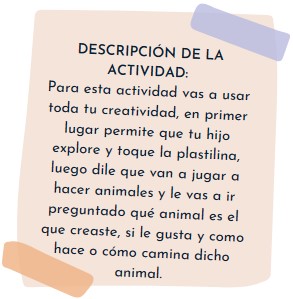 DESCRIPCIÓN DE LA
ACTIVIDAD:
Para esta actividad vas a usar
toda tu creatividad, en primer
lugar permite que tu hijo
explore y toque la plastilina,
luego dile que van a jugar a
hacer animales y le vas a ir
preguntado qué animal es el
que creaste, si le gusta y como
hace o cómo camina dicho
animal.